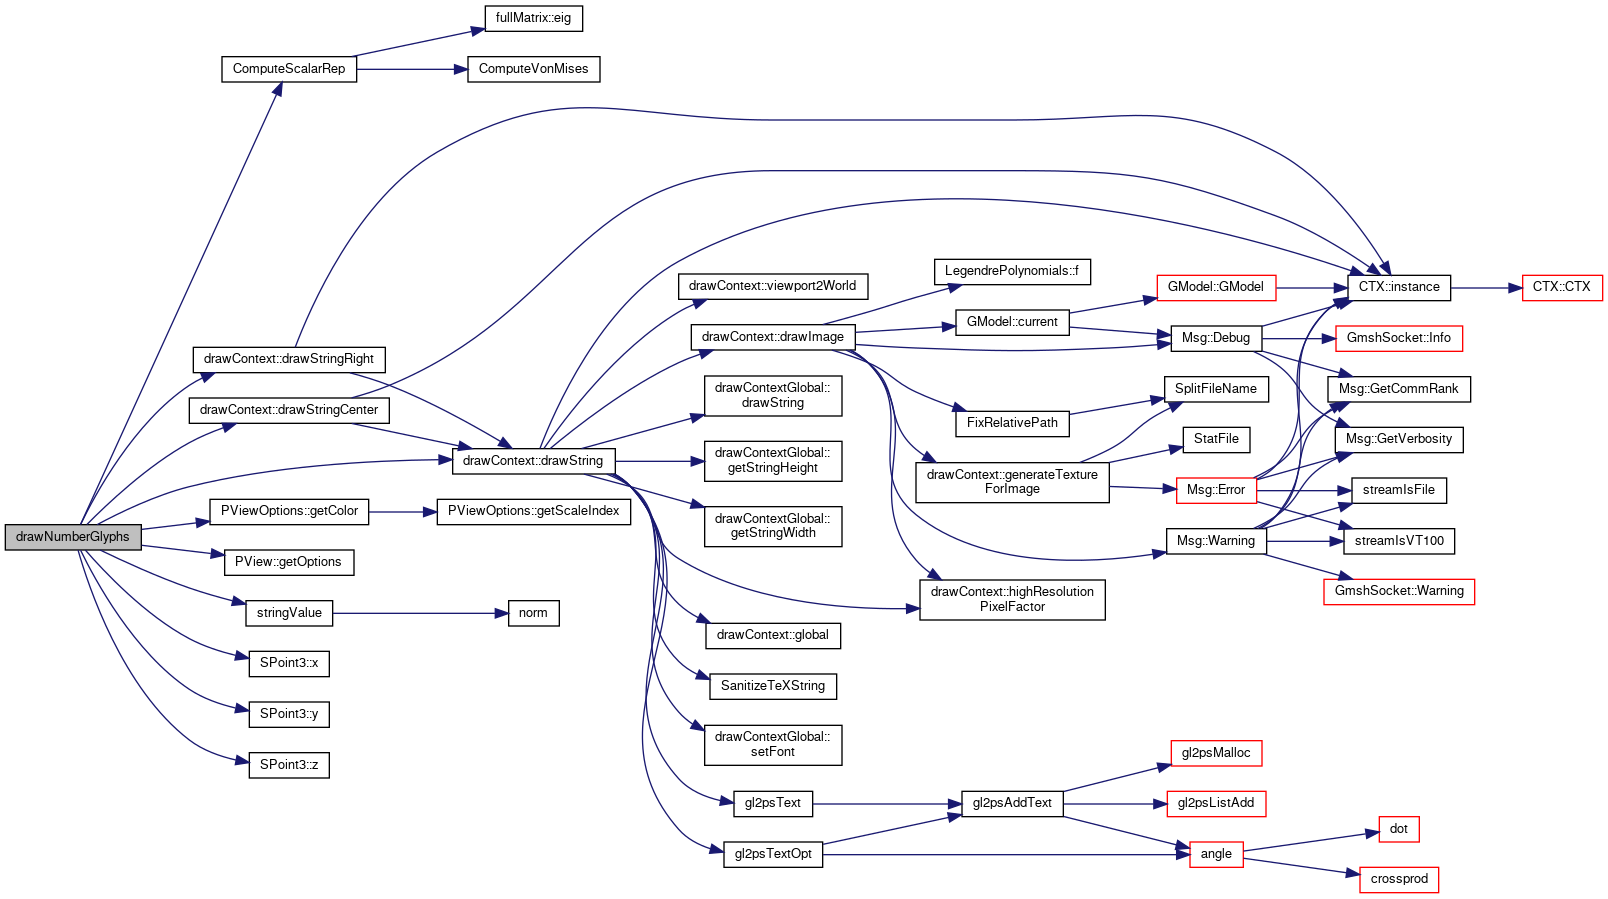 fullMatrix::eig
ComputeScalarRep
ComputeVonMises
drawContext::viewport2World
LegendrePolynomials::f
GModel::GModel
CTX::instance
CTX::CTX
GModel::current
drawContext::drawImage
Msg::Debug
GmshSocket::Info
drawContext::drawStringRight
drawContextGlobal::
drawString
SplitFileName
Msg::GetCommRank
drawContext::drawStringCenter
FixRelativePath
StatFile
Msg::GetVerbosity
drawContext::drawString
drawContextGlobal::
getStringHeight
drawContext::generateTexture
ForImage
Msg::Error
streamIsFile
PViewOptions::getColor
PViewOptions::getScaleIndex
drawContextGlobal::
getStringWidth
drawNumberGlyphs
Msg::Warning
streamIsVT100
PView::getOptions
drawContext::highResolution
PixelFactor
GmshSocket::Warning
stringValue
norm
drawContext::global
SPoint3::x
SanitizeTeXString
SPoint3::y
drawContextGlobal::
setFont
SPoint3::z
gl2psMalloc
gl2psText
gl2psAddText
gl2psListAdd
dot
gl2psTextOpt
angle
crossprod